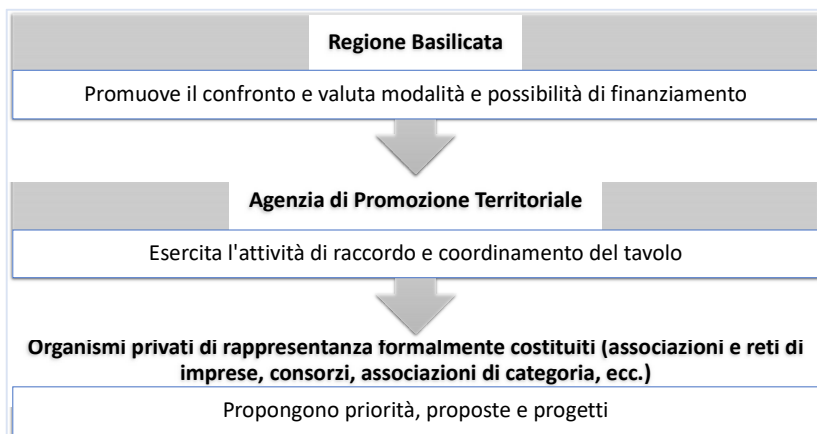 Regione Basilicata
Promuove il confronto e valuta modalità e possibilità di finanziamento
Agenzia di Promozione Territoriale
Esercita l'attività di raccordo e coordinamento del tavolo
Organismi privati di rappresentanza formalmente costituiti (associazioni e reti di
imprese, consorzi, associazioni di categoria, ecc.)
Propongono priorità, proposte e progetti